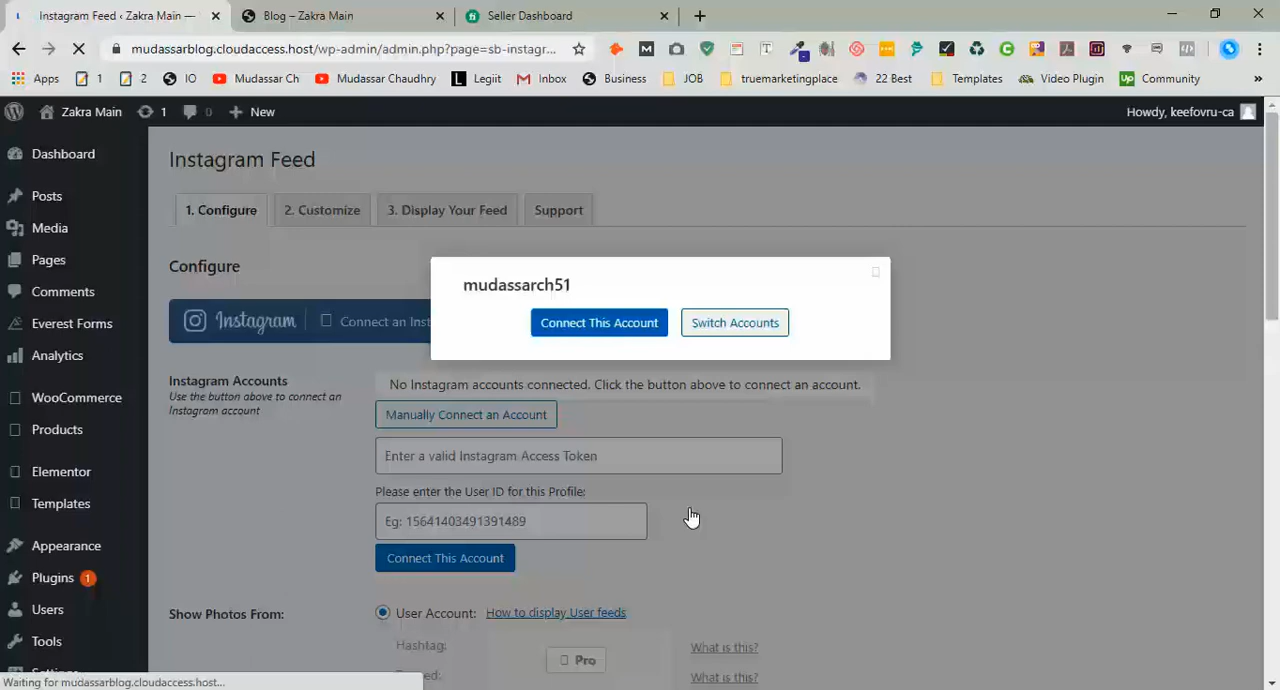 Instagram Feed ‹ Zakra Main —
Blog – Zakra Main
Seller Dashboard
mudassarblog.cloudaccess.host/wp-admin/admin.php?page=sb-instagr...
Apps
1
2
IO
Mudassar Ch
Mudassar Chaudhry
Legiit
Inbox
Business
JOB
truemarketingplace
22 Best
Templates
Video Plugin
Community
»
Zakra Main
1
0
New
Howdy, keefovru-ca
Dashboard
Posts
Media
Pages
Comments
Everest Forms
Analytics
WooCommerce
Products
Elementor
Templates
Appearance
Plugins 1
Users
Tools
Instagram Feed
1. Configure
2. Customize
3. Display Your Feed
Support
Configure
Instagram
Connect an Inst
mudassarch51
Connect This Account
Switch Accounts
Instagram Accounts
Use the button above to connect an
Instagram account
No Instagram accounts connected. Click the button above to connect an account.
Manually Connect an Account
Enter a valid Instagram Access Token
Please enter the User ID for this Profile:
Eg: 15641403491391489
Connect This Account
Show Photos From:
User Account:
How to display User feeds
Hashtag:
Pro
What is this?
What is this?
Waiting for mudassarblog.cloudaccess.host...